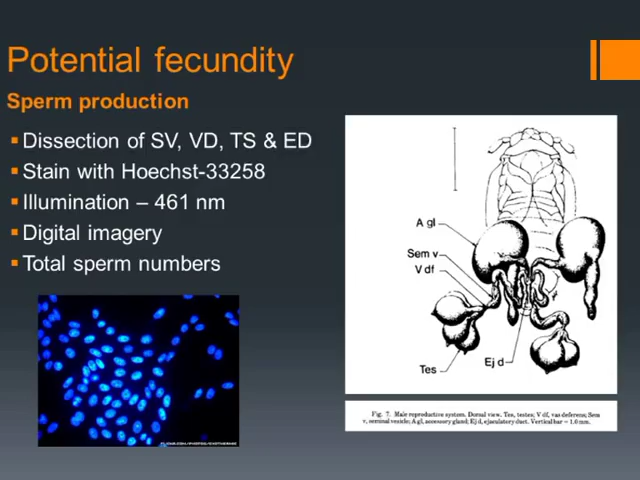 Potential fecundity
Sperm production
Dissection of SV, VD, TS & ED
Stain with Hoechst-33258
Illumination – 461 nm
Digital imagery
Total sperm numbers
A gl
Sem v
V df
Tes
Ej d
Fig. 7. Male reproductive system. Dorsal view. Tes, testes; V df, vas deferens; Sem
v, seminal vesicle; A gl, accessory gland; Ej d, ejaculatory duct. Vertical bar = 1.0 mm.